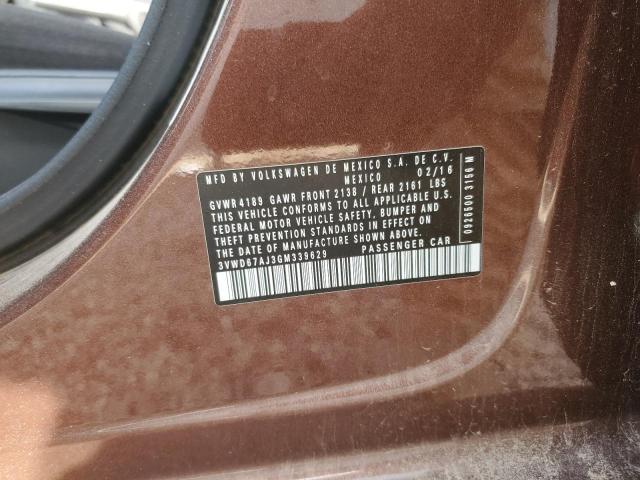 MFD BY VOLKSWAGEN DE MEXICO S.A. DE C.V.
MEXICO 02/16
GVWR 4189 GAWR FRONT 2138 / REAR 2161 LBS
THIS VEHICLE CONFORMS TO ALL APPLICABLE U.S.
FEDERAL MOTOR VEHICLE SAFETY, BUMPER AND
THEFT PREVENTION STANDARDS IN EFFECT ON THE
DATE OF MANUFACTURE SHOWN ABOVE.
3VWD67AJ3GM339629 PASSENGER CAR
0926500 3166 M